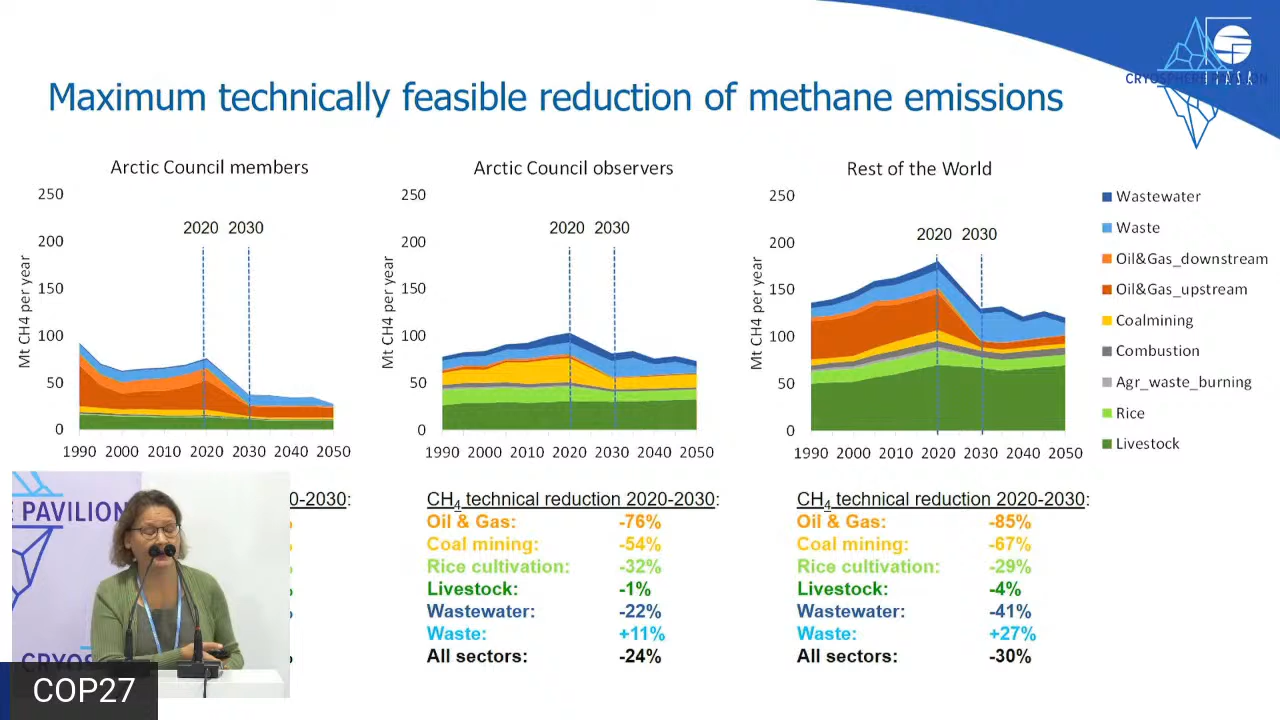 IIASA
CRYOSPHERE PAVILION
Maximum technically feasible reduction of methane emissions
Arctic Council members
Mt CH4 per year
250
200
150
100
50
0
2020 2030
1990 2000 2010 2020 2030 2040 2050
Arctic Council observers
Mt CH4 per year
250
200
150
100
50
0
2020 2030
1990 2000 2010 2020 2030 2040 2050
Rest of the World
Mt CH4 per year
250
200
150
100
50
0
2020 2030
1990 2000 2010 2020 2030 2040 2050
Wastewater
Waste
Oil&Gas_downstream
Oil&Gas_upstream
Coalmining
Combustion
Agr_waste_burning
Rice
Livestock
0-2030:
%
%
CH4 technical reduction 2020-2030:
Oil & Gas: -76%
Coal mining: -54%
Rice cultivation: -32%
Livestock: -1%
Wastewater: -22%
Waste: +11%
All sectors: -24%
CH4 technical reduction 2020-2030:
Oil & Gas: -85%
Coal mining: -67%
Rice cultivation: -29%
Livestock: -4%
Wastewater: -41%
Waste: +27%
All sectors: -30%
E PAVILION
CRYOS
COP27